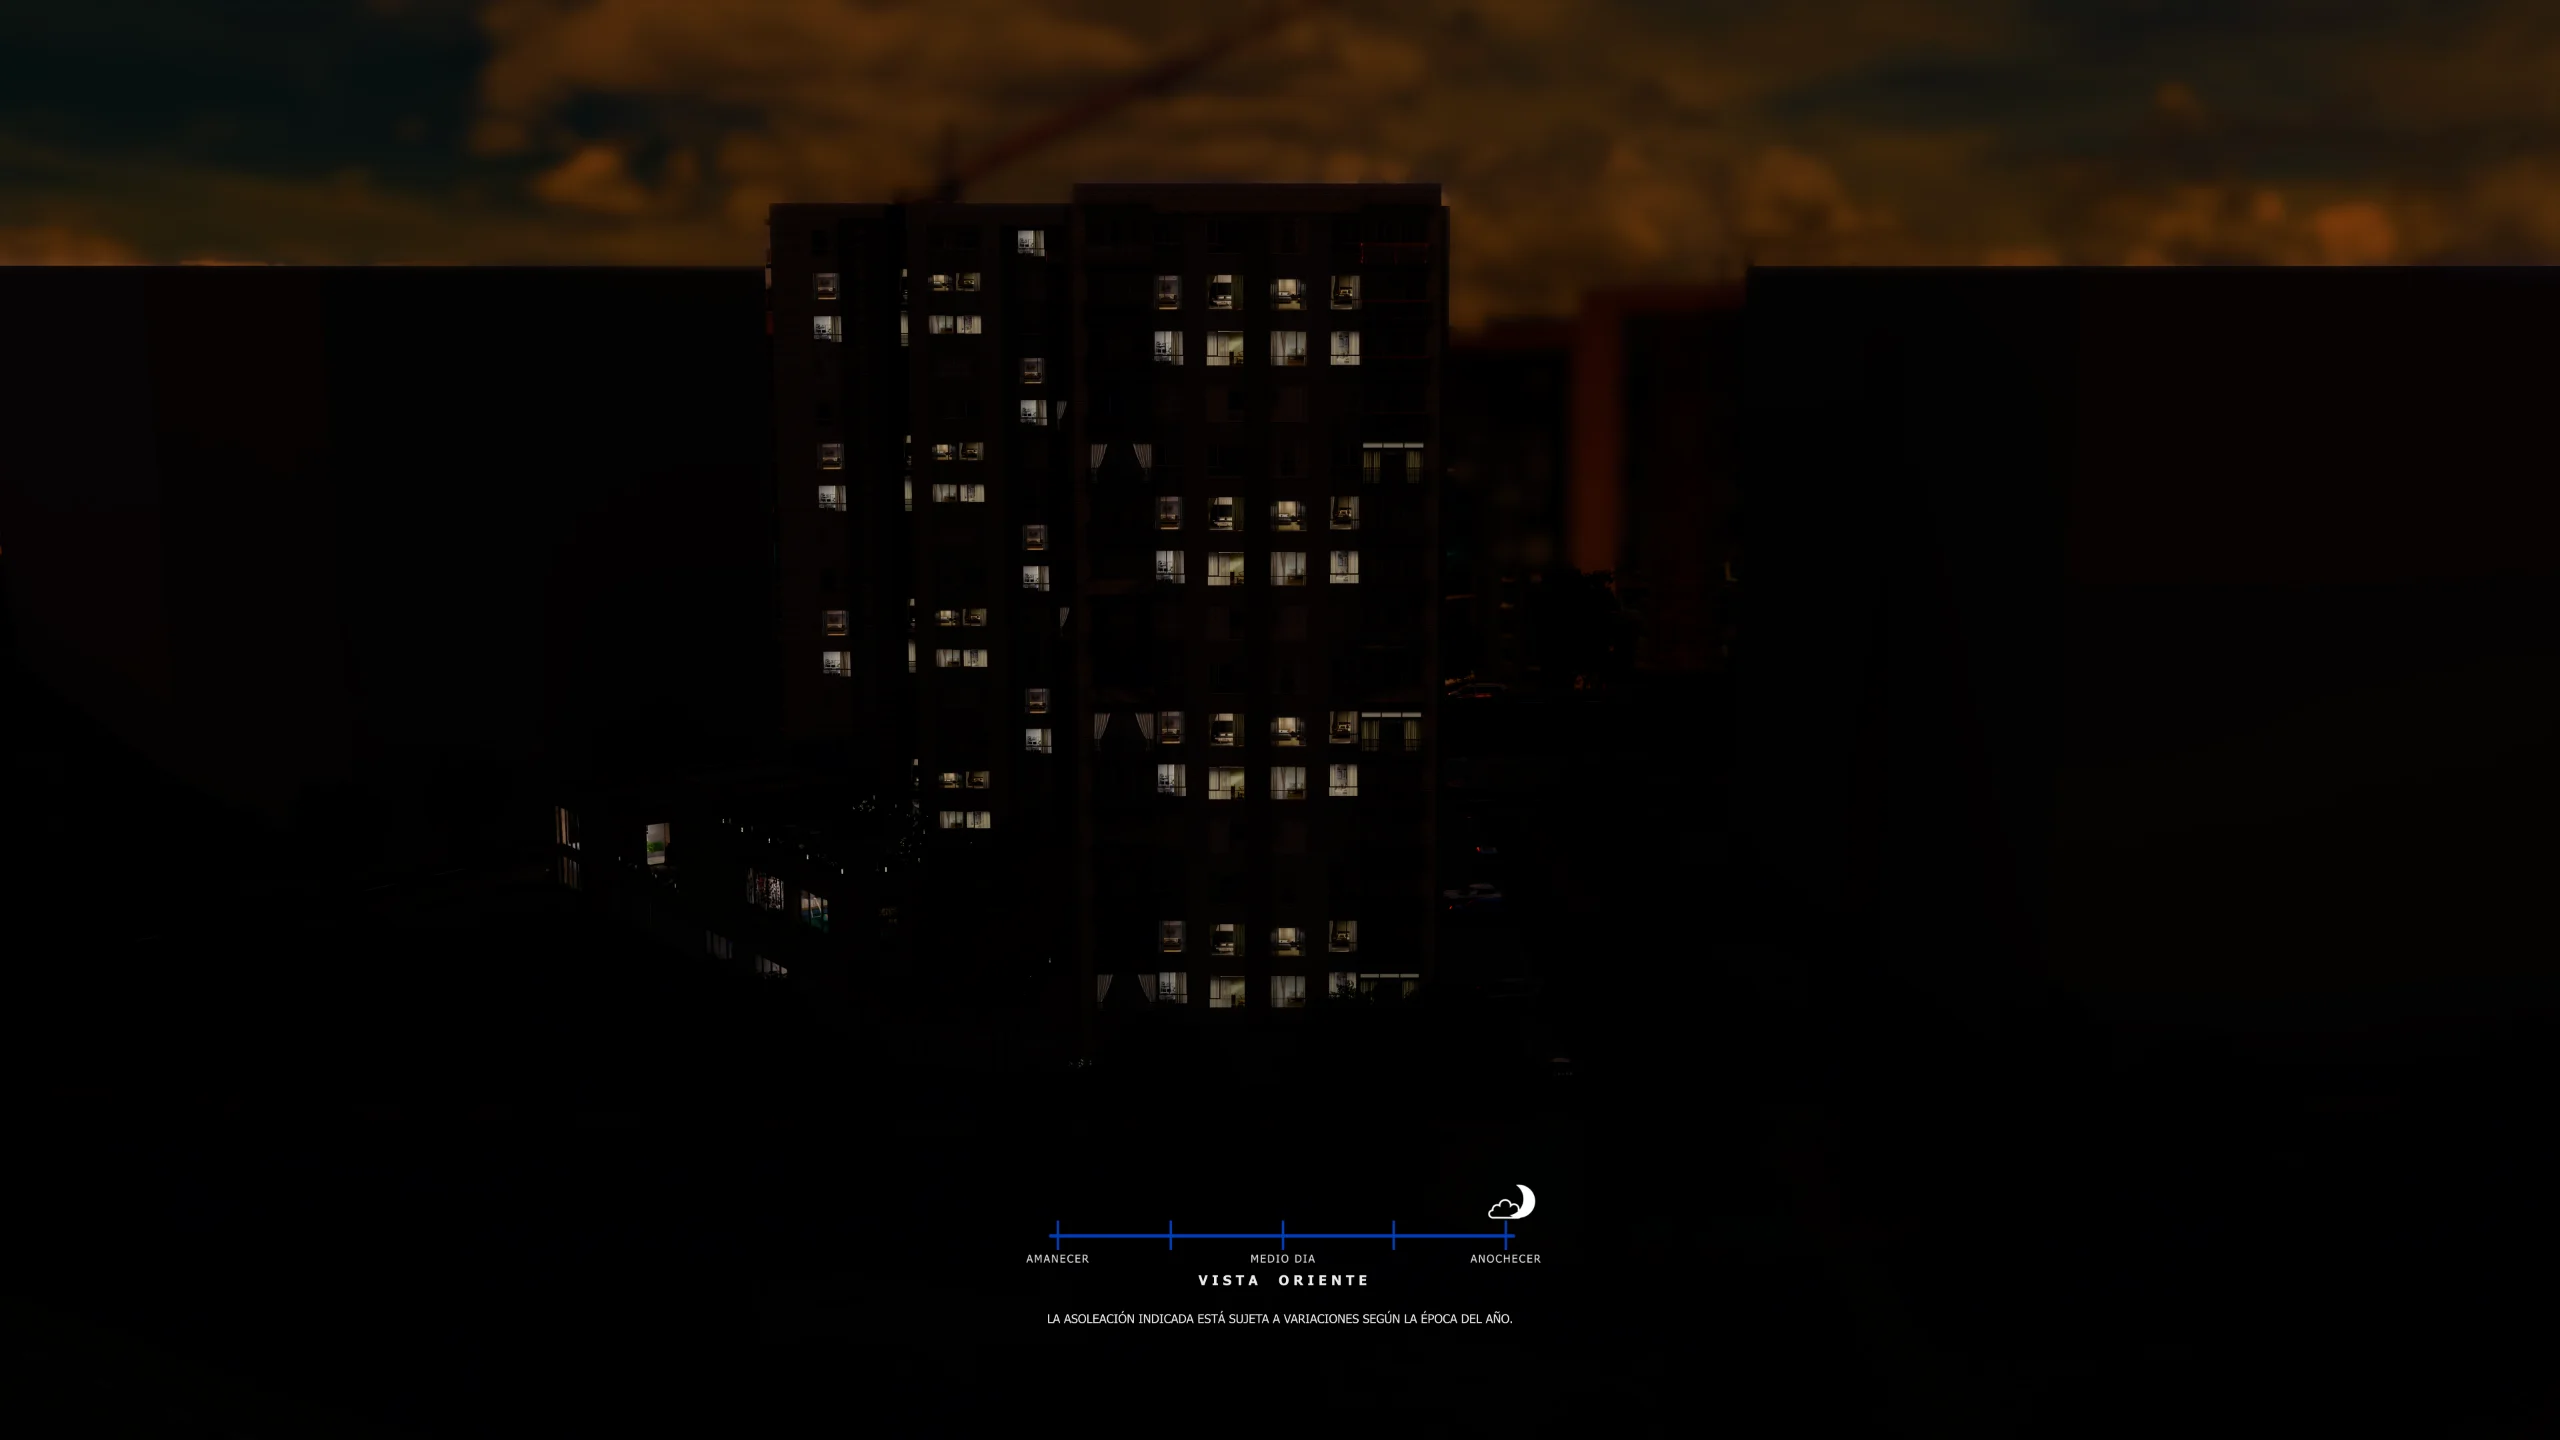 AMANECER MEDIO DIA ANOCHECER
VISTA ORIENTE
LA ASOLEACIÓN INDICADA ESTÁ SUJETA A VARIACIONES SEGÚN LA ÉPOCA DEL AÑO.